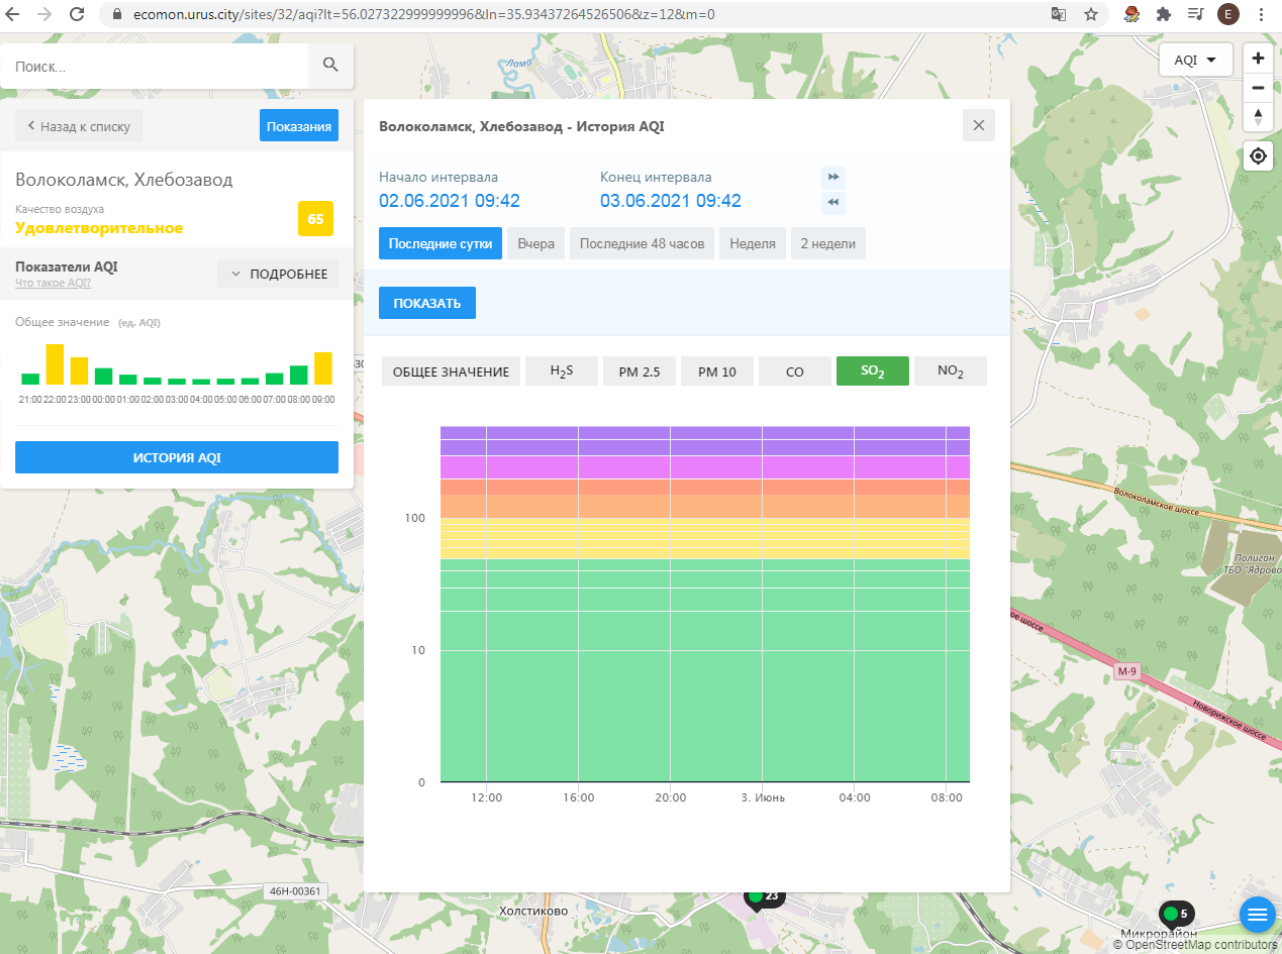 ecomon.urus.city/sites/32/aqi?lt=56.027322999999996&ln=35.93437264526506&z=12&m=0
E
Поиск...
AQI
Назад к списку
Показания
Волоколамск, Хлебозавод
Качество воздуха
Удовлетворительное
65
Показатели AQI
Что такое AQI?
ПОДРОБНЕЕ
Общее значение (ед. AQI)
21:00 22:00 23:00 00:00 01:00 02:00 03:00 04:00 05:00 06:00 07:00 08:00 09:00
ИСТОРИЯ AQI
Волоколамск, Хлебозавод - История AQI
Начало интервала
Конец интервала
02.06.2021 09:42
03.06.2021 09:42
Последние сутки
Вчера
Последние 48 часов
Неделя
2 недели
ПОКАЗАТЬ
ОБЩЕЕ ЗНАЧЕНИЕ
H2S
PM 2.5
PM 10
CO
SO2
NO2
100
10
0
12:00
16:00
20:00
3. Июнь
04:00
08:00
Лама
Волоколамское шоссе
Полигон
ТБО "Ядрово
ое шоссе
М-9
Новорижское шоссе
46Н-00361
Холстиково
23
5
Микрорайон
© OpenStreetMap contributors